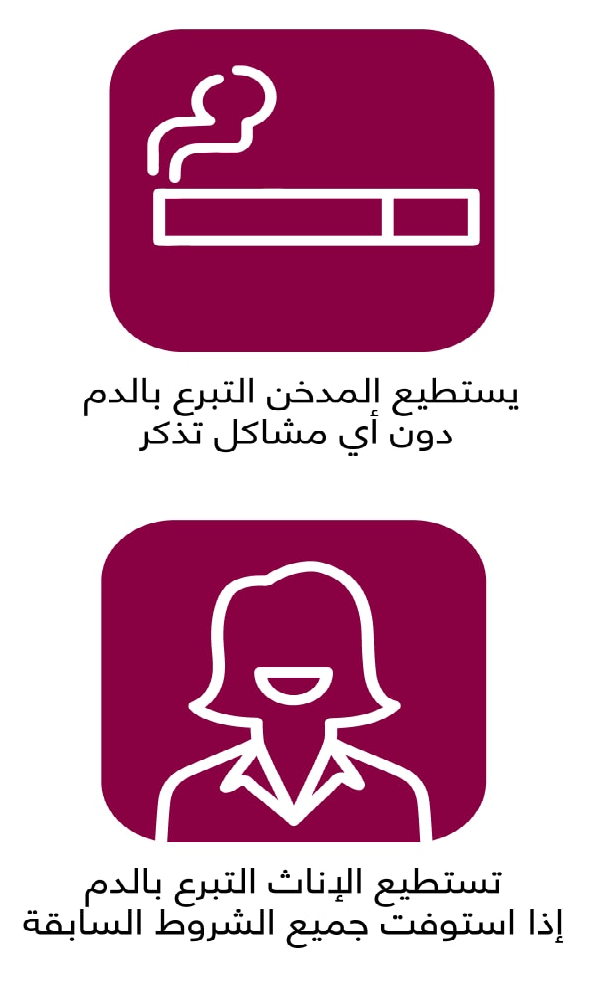 يستطيع المدخن التبرع بالدم
دون أي مشاكل تذكر
تستطيع الإناث التبرع بالدم
إذا استوفت جميع الشروط السابقة